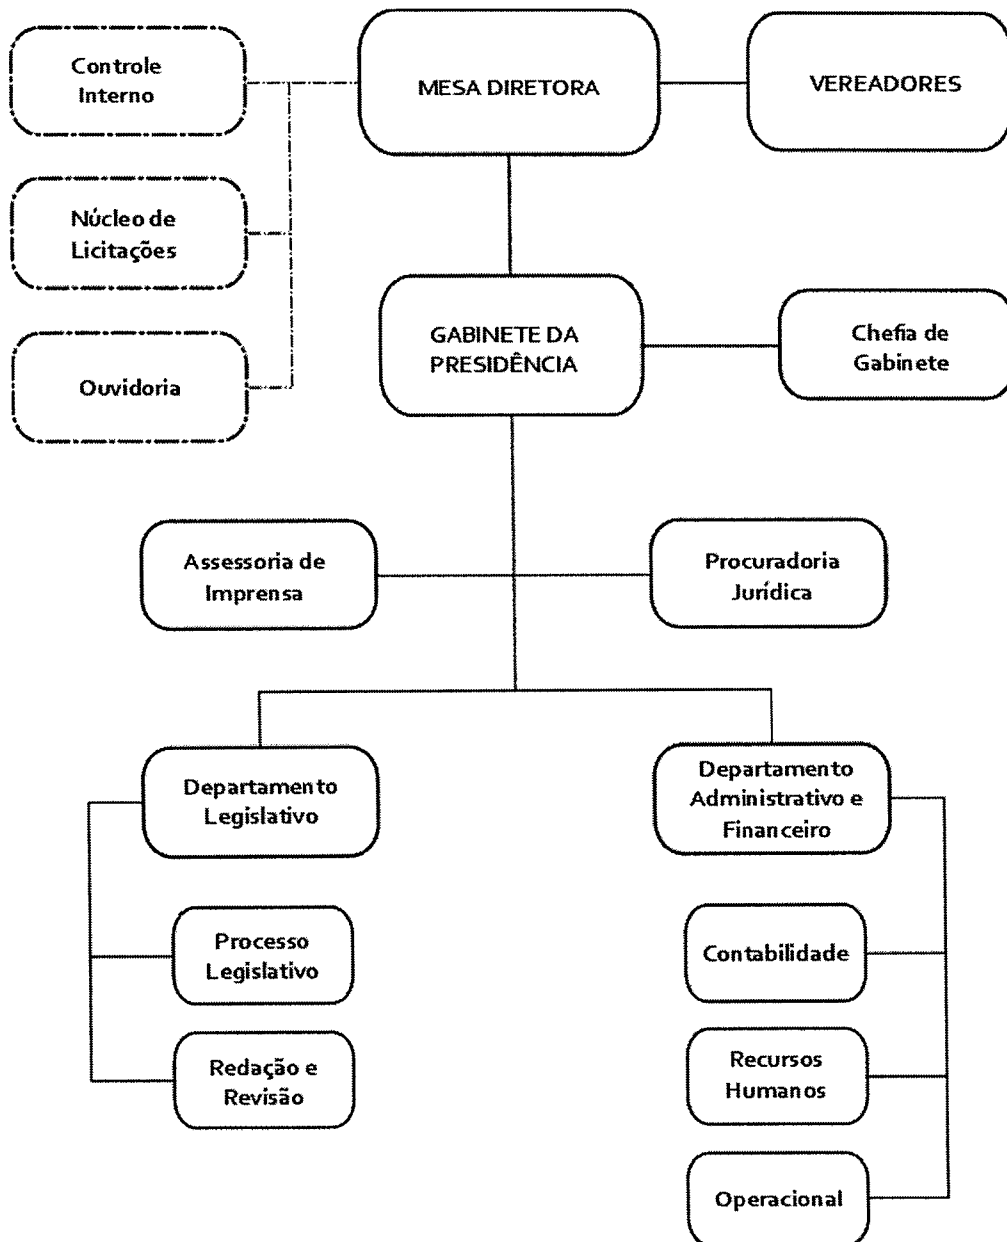 Controle
Interno
MESA DIRETORA
VEREADORES
Núcleo de
Licitações
GABINETE DA
PRESIDÊNCIA
Chefia de
Gabinete
Ouvidoria
Assessoria de
Imprensa
Procuradoria
Jurídica
Departamento
Legislativo
Departamento
Administrativo e
Financeiro
Processo
Legislativo
Contabilidade
Redação e
Revisão
Recursos
Humanos
Operacional